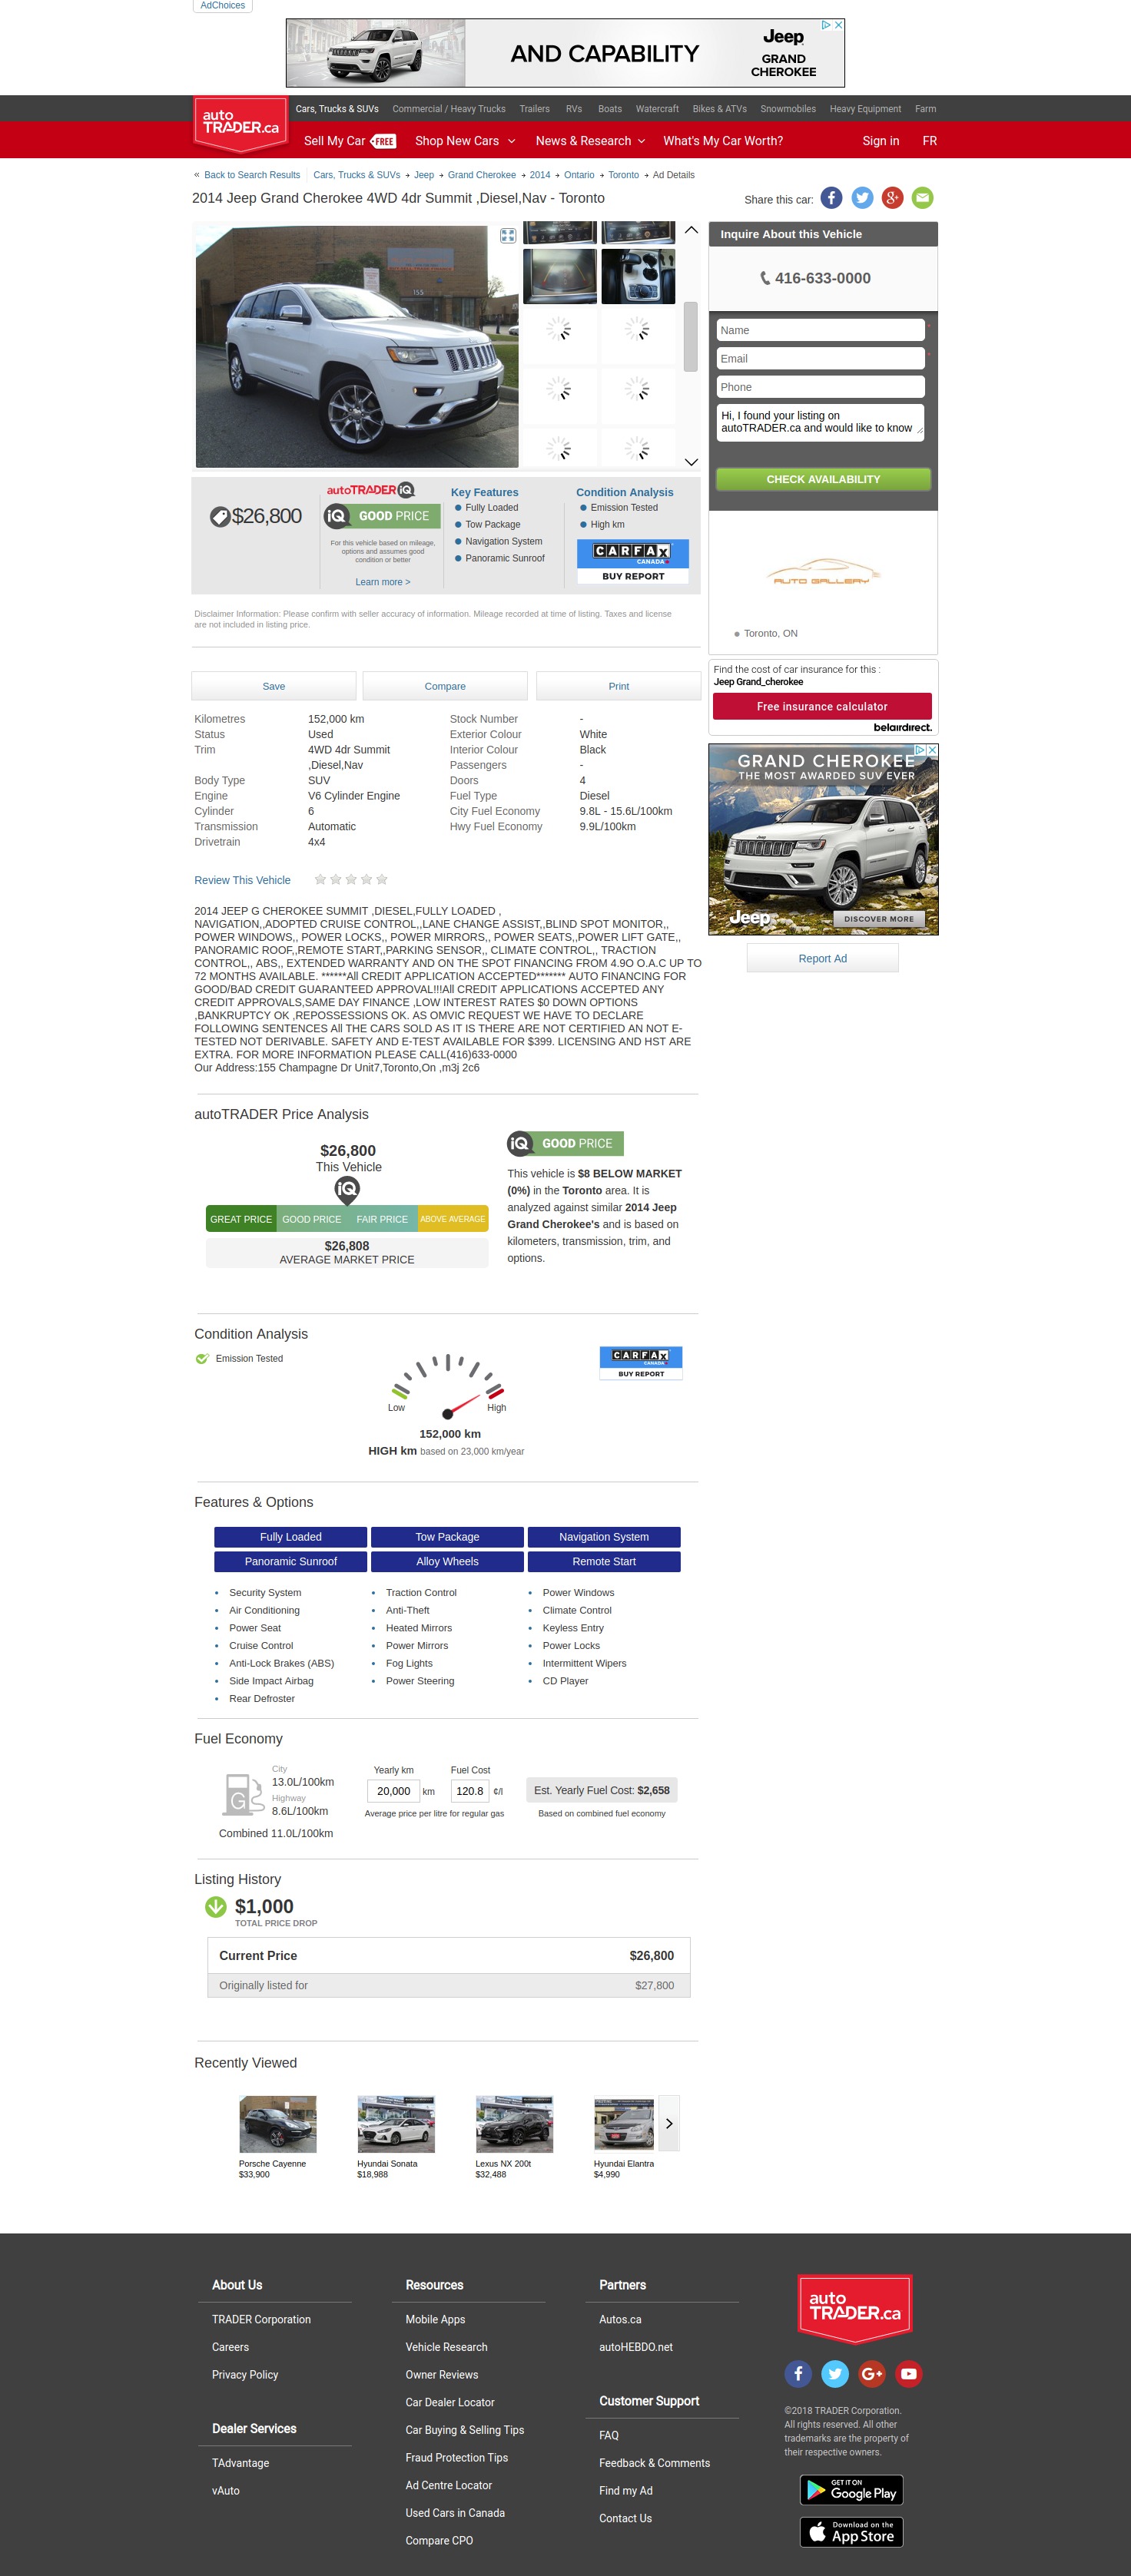 AdChoices
AND CAPABILITY
Jeep
GRAND
CHEROKEE
auto
TRADER.ca
Cars, Trucks & SUVs Commercial / Heavy Trucks Trailers RVs Boats Watercraft Bikes & ATVs Snowmobiles Heavy Equipment Farm
Sell My Car FREE Shop New Cars News & Research What's My Car Worth? Sign in FR
« Back to Search Results Cars, Trucks & SUVs Jeep Grand Cherokee 2014 Ontario Toronto Ad Details
2014 Jeep Grand Cherokee 4WD 4dr Summit ,Diesel,Nav - Toronto
Share this car:
155
Inquire About this Vehicle
416-633-0000
Name *
Email *
Phone
Hi, I found your listing on
autoTRADER.ca and would like to know
CHECK AVAILABILITY
AUTO GALLERY
Toronto, ON
$26,800
autoTRADER iQ
iQ GOOD PRICE
For this vehicle based on mileage,
options and assumes good
condition or better
Learn more >
Key Features
Fully Loaded
Tow Package
Navigation System
Panoramic Sunroof
Condition Analysis
Emission Tested
High km
CARFAX
CANADA
BUY REPORT
Disclaimer Information: Please confirm with seller accuracy of information. Mileage recorded at time of listing. Taxes and license
are not included in listing price.
Find the cost of car insurance for this :
Jeep Grand_cherokee
Free insurance calculator
belairdirect.
Save Compare Print
Kilometres 152,000 km Stock Number -
Status Used Exterior Colour White
Trim 4WD 4dr Summit Interior Colour Black
,Diesel,Nav Passengers -
Body Type SUV Doors 4
Engine V6 Cylinder Engine Fuel Type Diesel
Cylinder 6 City Fuel Economy 9.8L - 15.6L/100km
Transmission Automatic Hwy Fuel Economy 9.9L/100km
Drivetrain 4x4
GRAND CHEROKEE
THE MOST AWARDED SUV EVER
Jeep
DISCOVER MORE
Report Ad
Review This Vehicle
2014 JEEP G CHEROKEE SUMMIT ,DIESEL,FULLY LOADED ,
NAVIGATION,,ADOPTED CRUISE CONTROL,,LANE CHANGE ASSIST,,BLIND SPOT MONITOR,,
POWER WINDOWS,, POWER LOCKS,, POWER MIRRORS,, POWER SEATS,,POWER LIFT GATE,,
PANORAMIC ROOF,,REMOTE START,,PARKING SENSOR,, CLIMATE CONTROL,, TRACTION
CONTROL,, ABS,, EXTENDED WARRANTY AND ON THE SPOT FINANCING FROM 4.9O O.A.C UP TO
72 MONTHS AVAILABLE. ******All CREDIT APPLICATION ACCEPTED******* AUTO FINANCING FOR
GOOD/BAD CREDIT GUARANTEED APPROVAL!!!All CREDIT APPLICATIONS ACCEPTED ANY
CREDIT APPROVALS,SAME DAY FINANCE ,LOW INTEREST RATES $0 DOWN OPTIONS
,BANKRUPTCY OK ,REPOSSESSIONS OK. AS OMVIC REQUEST WE HAVE TO DECLARE
FOLLOWING SENTENCES All THE CARS SOLD AS IT IS THERE ARE NOT CERTIFIED AN NOT E-
TESTED NOT DERIVABLE. SAFETY AND E-TEST AVAILABLE FOR $399. LICENSING AND HST ARE
EXTRA. FOR MORE INFORMATION PLEASE CALL(416)633-0000
Our Address:155 Champagne Dr Unit7,Toronto,On ,m3j 2c6
autoTRADER Price Analysis
$26,800
This Vehicle
iQ
GREAT PRICE GOOD PRICE FAIR PRICE ABOVE AVERAGE
$26,808
AVERAGE MARKET PRICE
iQ GOOD PRICE
This vehicle is $8 BELOW MARKET
(0%) in the Toronto area. It is
analyzed against similar 2014 Jeep
Grand Cherokee's and is based on
kilometers, transmission, trim, and
options.
Condition Analysis
Emission Tested
Low High
152,000 km
HIGH km based on 23,000 km/year
CARFAX
CANADA
BUY REPORT
Features & Options
Fully Loaded Tow Package Navigation System
Panoramic Sunroof Alloy Wheels Remote Start
Security System Traction Control Power Windows
Air Conditioning Anti-Theft Climate Control
Power Seat Heated Mirrors Keyless Entry
Cruise Control Power Mirrors Power Locks
Anti-Lock Brakes (ABS) Fog Lights Intermittent Wipers
Side Impact Airbag Power Steering CD Player
Rear Defroster
Fuel Economy
G
City
13.0L/100km
Highway
8.6L/100km
Combined 11.0L/100km
Yearly km Fuel Cost
20,000 km 120.8 ¢/l
Average price per litre for regular gas
Est. Yearly Fuel Cost: $2,658
Based on combined fuel economy
Listing History
$1,000
TOTAL PRICE DROP
Current Price $26,800
Originally listed for $27,800
Recently Viewed
Porsche Cayenne Hyundai Sonata Lexus NX 200t Hyundai Elantra
$33,900 $18,988 $32,488 $4,990
About Us
TRADER Corporation
Careers
Privacy Policy
Dealer Services
TAdvantage
vAuto
Resources
Mobile Apps
Vehicle Research
Owner Reviews
Car Dealer Locator
Car Buying & Selling Tips
Fraud Protection Tips
Ad Centre Locator
Used Cars in Canada
Compare CPO
Partners
Autos.ca
autoHEBDO.net
Customer Support
FAQ
Feedback & Comments
Find my Ad
Contact Us
auto
TRADER.ca
©2018 TRADER Corporation.
All rights reserved. All other
trademarks are the property of
their respective owners.
GET IT ON
Google Play
Download on the
App Store